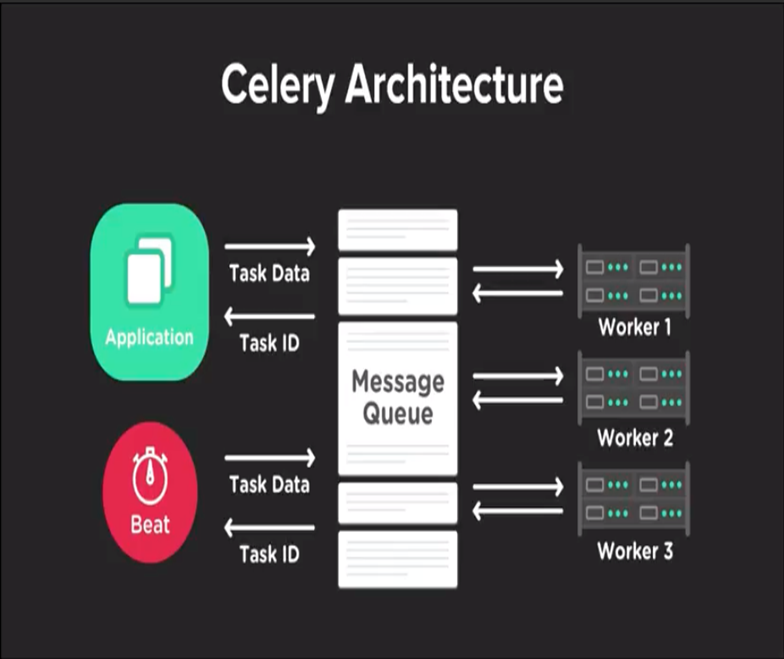 Celery Architecture
Application
Task Data
Task ID
Message
Queue
Beat
Task Data
Task ID
Worker 1
Worker 2
Worker 3